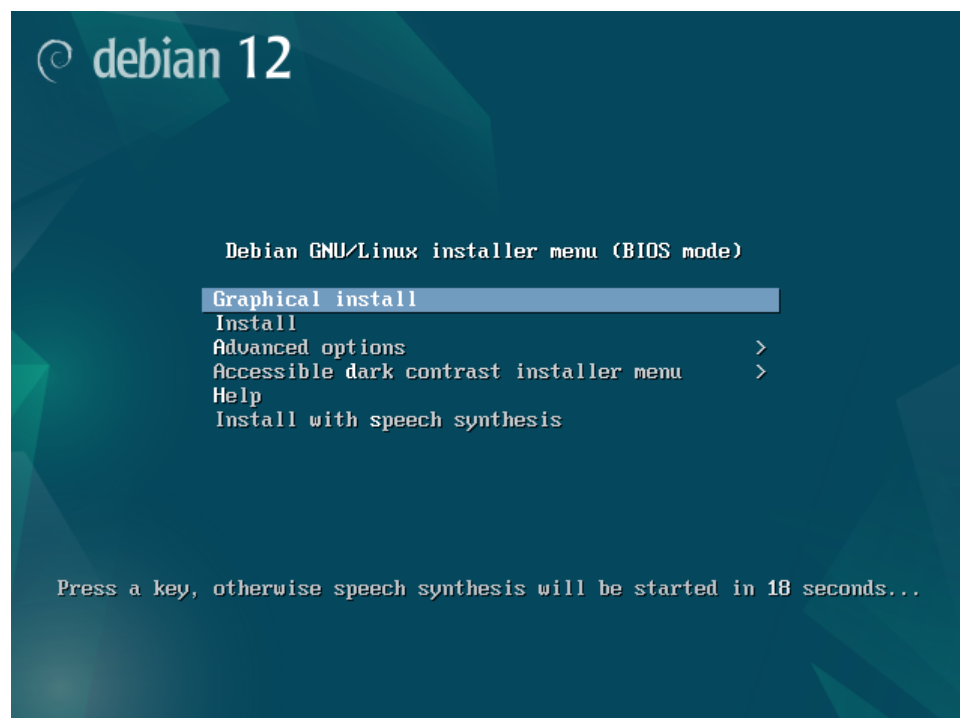 debian 12
Debian GNU/Linux installer menu (BIOS mode)
Graphical install
Install
Advanced options >
Accessible dark contrast installer menu >
Help
Install with speech synthesis
Press a key, otherwise speech synthesis will be started in 18 seconds...